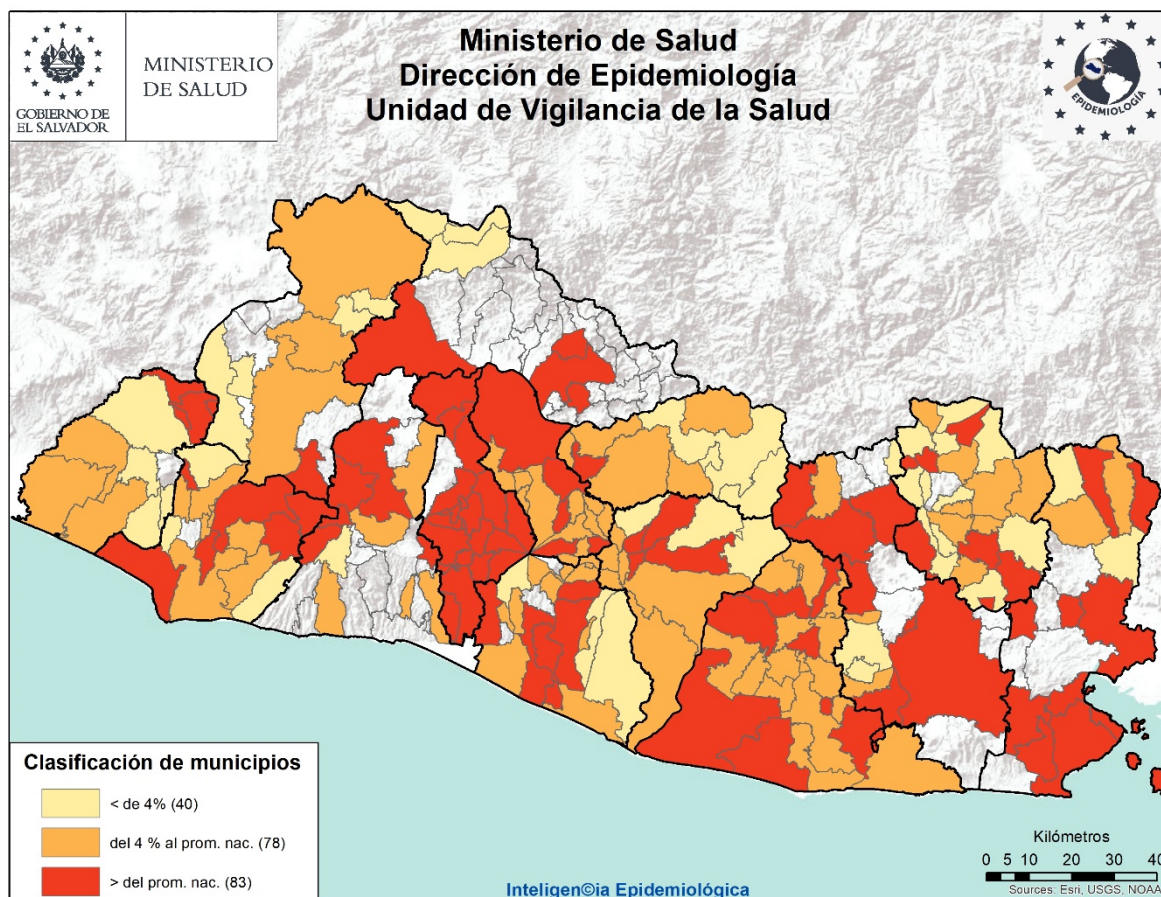 Ministerio de Salud
Dirección de Epidemiología
Unidad de Vigilancia de la Salud
MINISTERIO
DE SALUD
GOBIERNO DE
EL SALVADOR
EPIDEMIOLOGÍA
Clasificación de municipios
< de 4% (40)
del 4 % al prom. nac. (78)
> del prom. nac. (83)
Inteligen©ia Epidemiológica
Kilómetros
0 5 10 20 30 40
Sources: Esri, USGS, NOAA